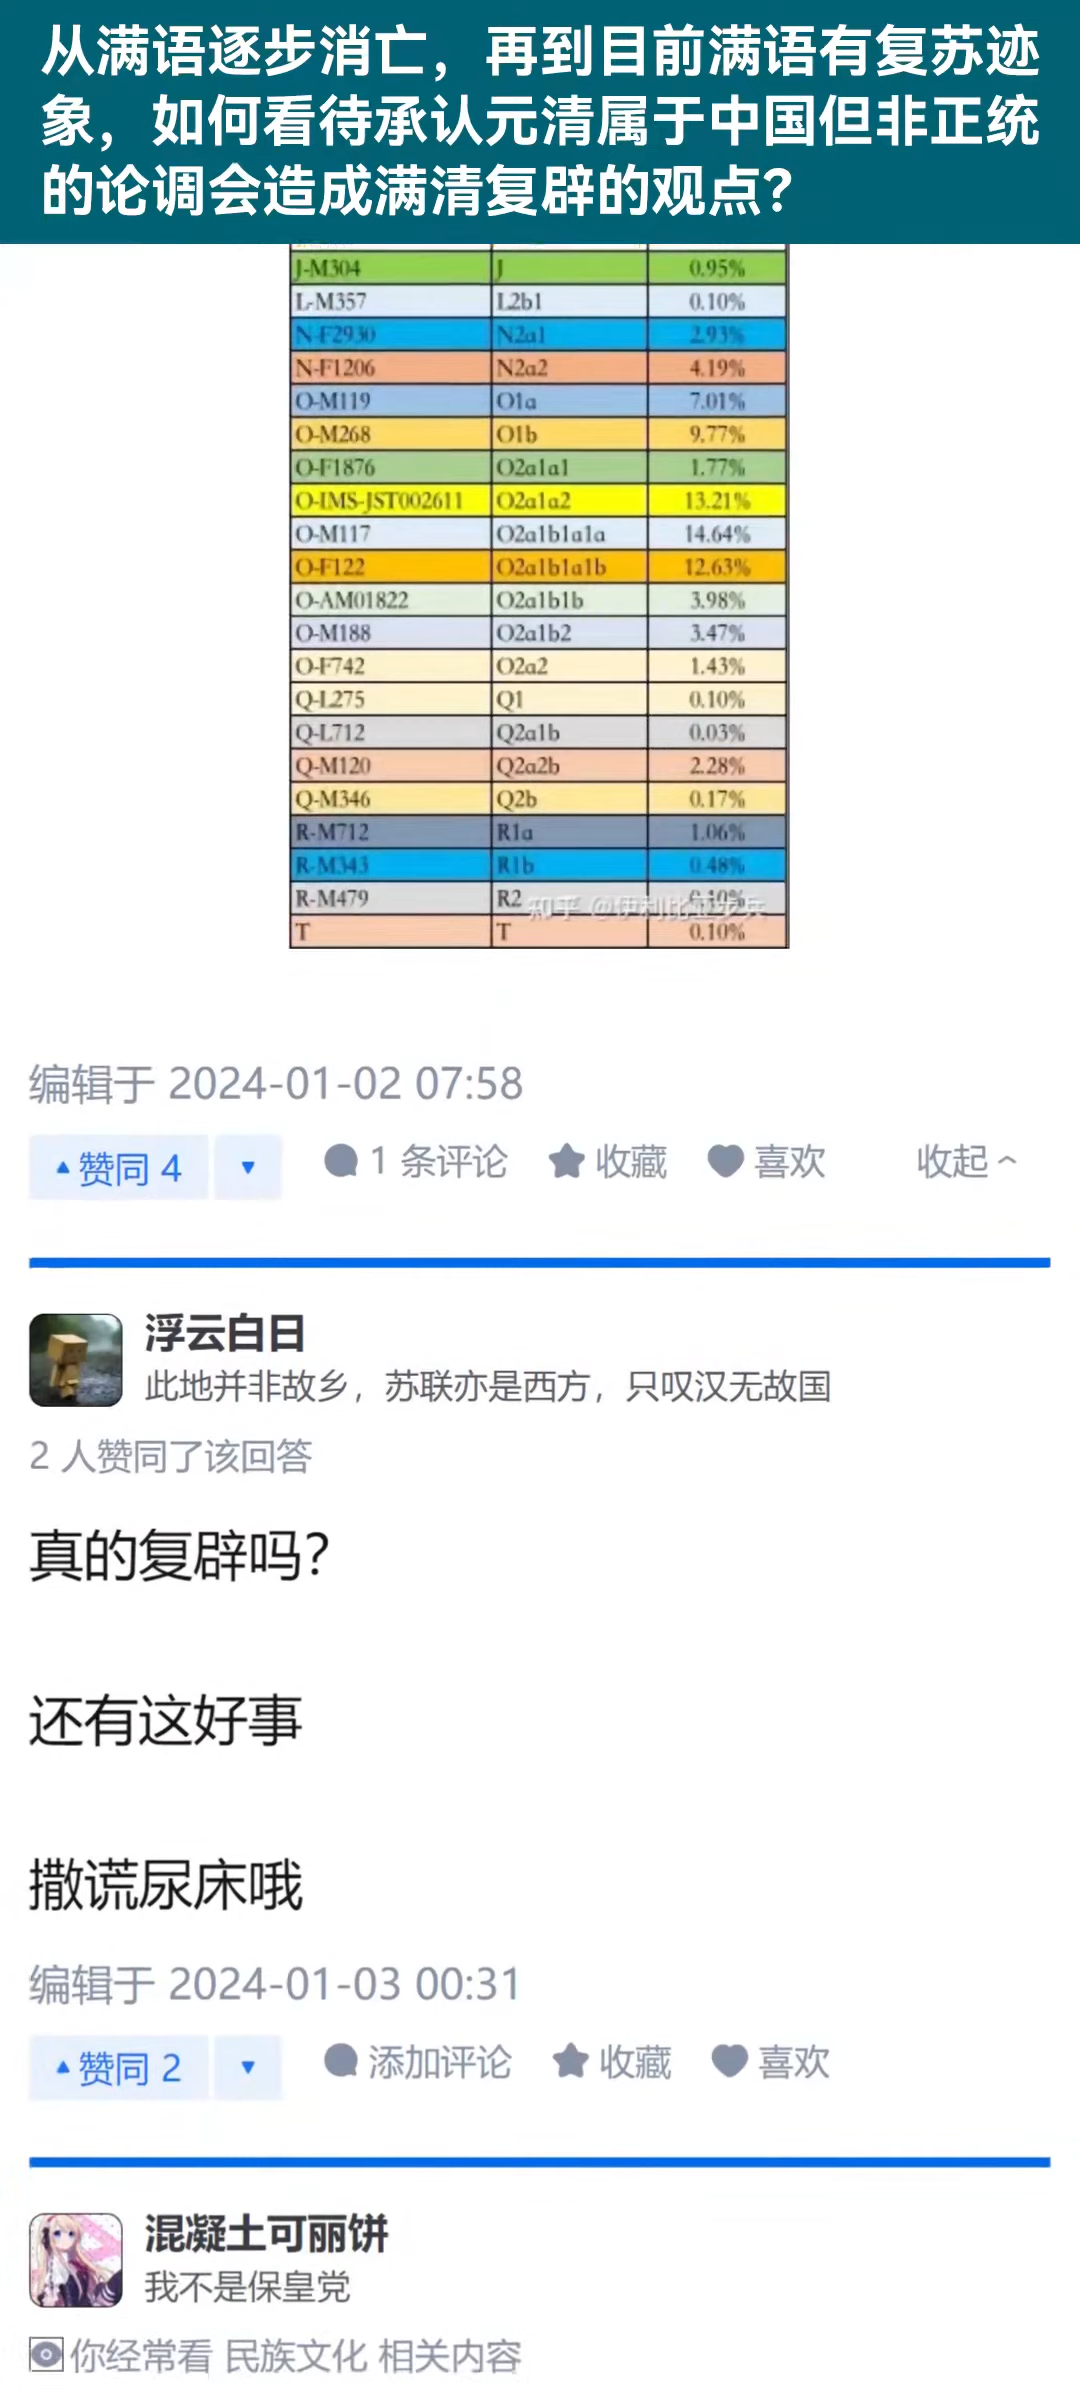 从满语逐步消亡，再到目前满语有复苏迹
象，如何看待承认元清属于中国但非正统
的论调会造成满清复辟的观点？
J-M304 J 0.95%
L-M357 L2b1 0.10%
N-F2930 N2a1 2.93%
N-F1206 N2a2 4.19%
O-M119 O1a 7.01%
O-M268 O1b 9.77%
O-F1876 O2a1a1 1.77%
O-IMS-JST002611 O2a1a2 13.21%
O-M117 O2a1b1a1a 14.64%
O-F122 O2a1b1a1b 12.63%
O-AM01822 O2a1b1b 3.98%
O-M188 O2a1b2 3.47%
O-F742 O2a2 1.43%
Q-L275 Q1 0.10%
Q-L712 Q2a1b 0.03%
Q-M120 Q2a2b 2.28%
Q-M346 Q2b 0.17%
R-M712 R1a 1.06%
R-M343 R1b 0.48%
R-M479 R2 0.10%
知乎 @伊利比亚步兵
T T 0.10%
编辑于 2024-01-02 07:58
赞同 4 1 条评论 收藏 喜欢 收起
浮云白日
此地并非故乡，苏联亦是西方，只叹汉无故国
2 人赞同了该回答
真的复辟吗？
还有这好事
撒谎尿床哦
编辑于 2024-01-03 00:31
赞同 2 添加评论 收藏 喜欢
混凝土可丽饼
我不是保皇党
你经常看 民族文化 相关内容